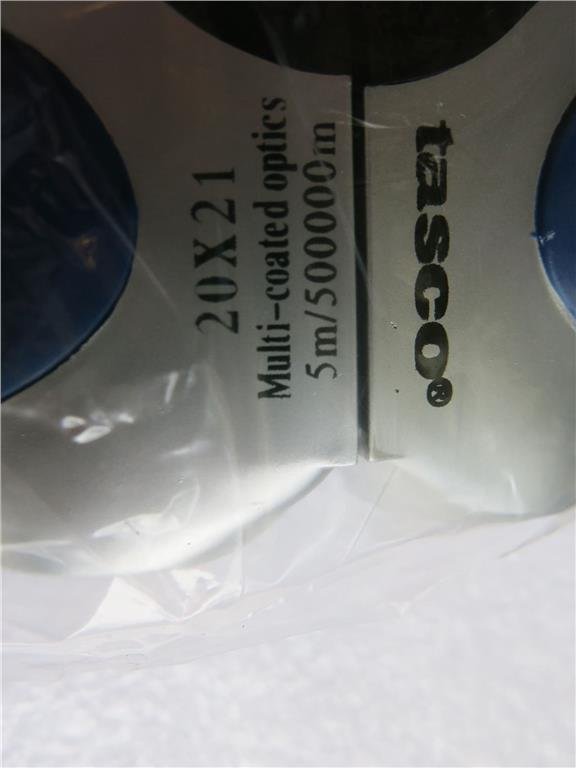 20X21
Multi-coated optics
5m/500000m
tasco®